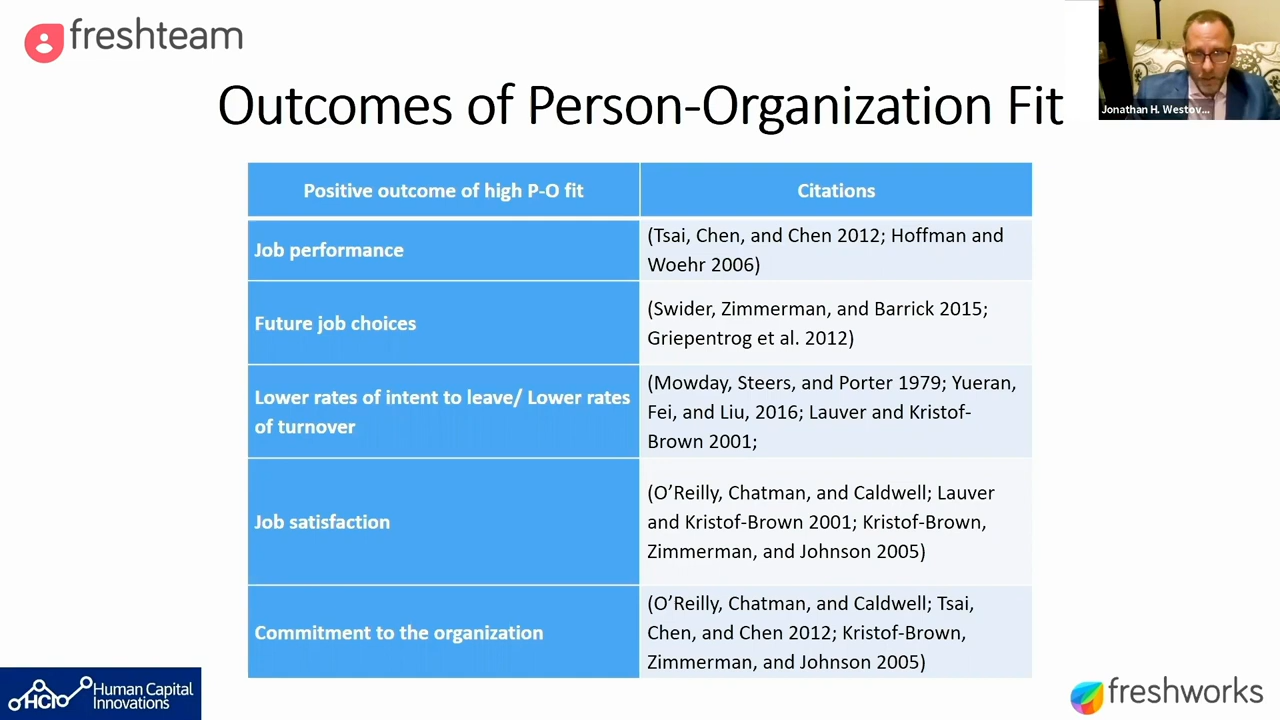 freshteam
Jonathan H. Westov...
Outcomes of Person-Organization Fit
Positive outcome of high P-O fit
Citations
Job performance
(Tsai, Chen, and Chen 2012; Hoffman and
Woehr 2006)
Future job choices
(Swider, Zimmerman, and Barrick 2015;
Griepentrog et al. 2012)
Lower rates of intent to leave/ Lower rates
of turnover
(Mowday, Steers, and Porter 1979; Yueran,
Fei, and Liu, 2016; Lauver and Kristof-
Brown 2001;
Job satisfaction
(O’Reilly, Chatman, and Caldwell; Lauver
and Kristof-Brown 2001; Kristof-Brown,
Zimmerman, and Johnson 2005)
Commitment to the organization
(O’Reilly, Chatman, and Caldwell; Tsai,
Chen, and Chen 2012; Kristof-Brown,
Zimmerman, and Johnson 2005)
HCI
Human Capital
Innovations
freshworks